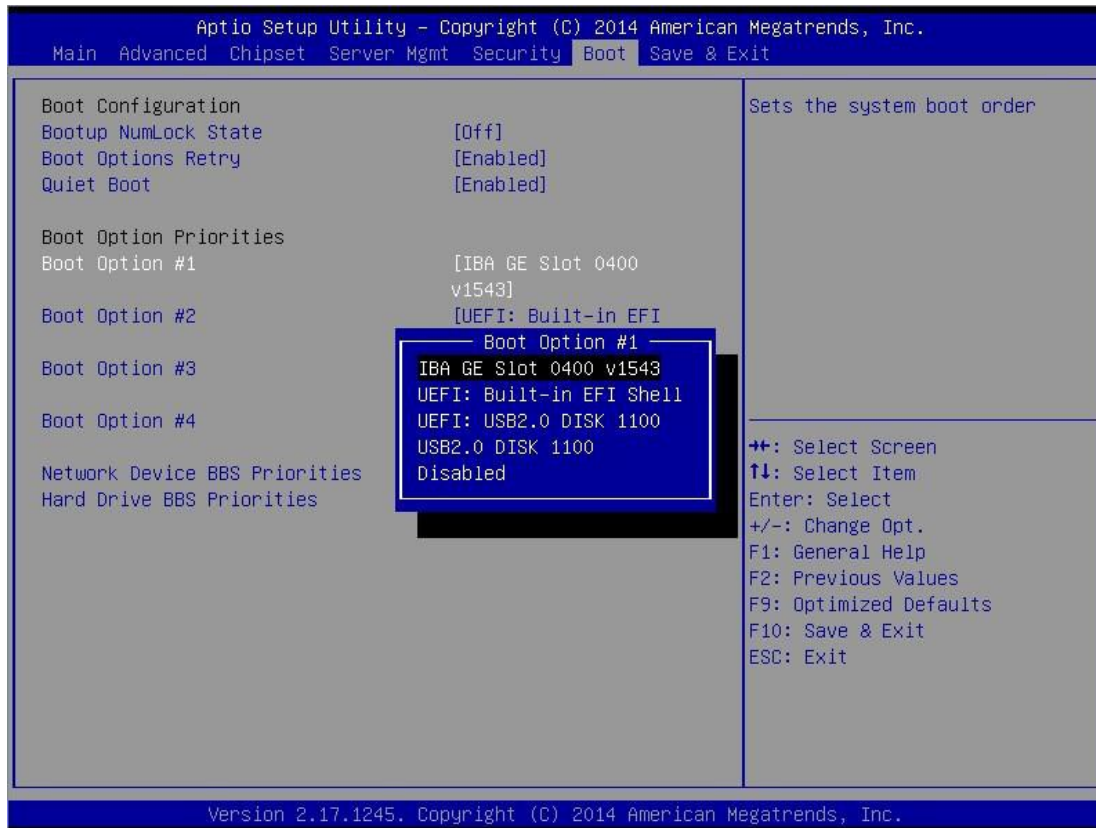 Aptio Setup Utility – Copyright (C) 2014 American Megatrends, Inc.
Main Advanced Chipset Server Mgmt Security Boot Save & Exit
Boot Configuration
Bootup NumLock State [Off]
Boot Options Retry [Enabled]
Quiet Boot [Enabled]
Boot Option Priorities
Boot Option #1 [IBA GE Slot 0400
v1543]
Boot Option #2 [UEFI: Built-in EFI
Boot Option #3
Boot Option #4
Network Device BBS Priorities
Hard Drive BBS Priorities
Boot Option #1
IBA GE Slot 0400 v1543
UEFI: Built-in EFI Shell
UEFI: USB2.0 DISK 1100
USB2.0 DISK 1100
Disabled
Sets the system boot order
→←: Select Screen
↑↓: Select Item
Enter: Select
+/-: Change Opt.
F1: General Help
F2: Previous Values
F9: Optimized Defaults
F10: Save & Exit
ESC: Exit
Version 2.17.1245. Copyright (C) 2014 American Megatrends, Inc.